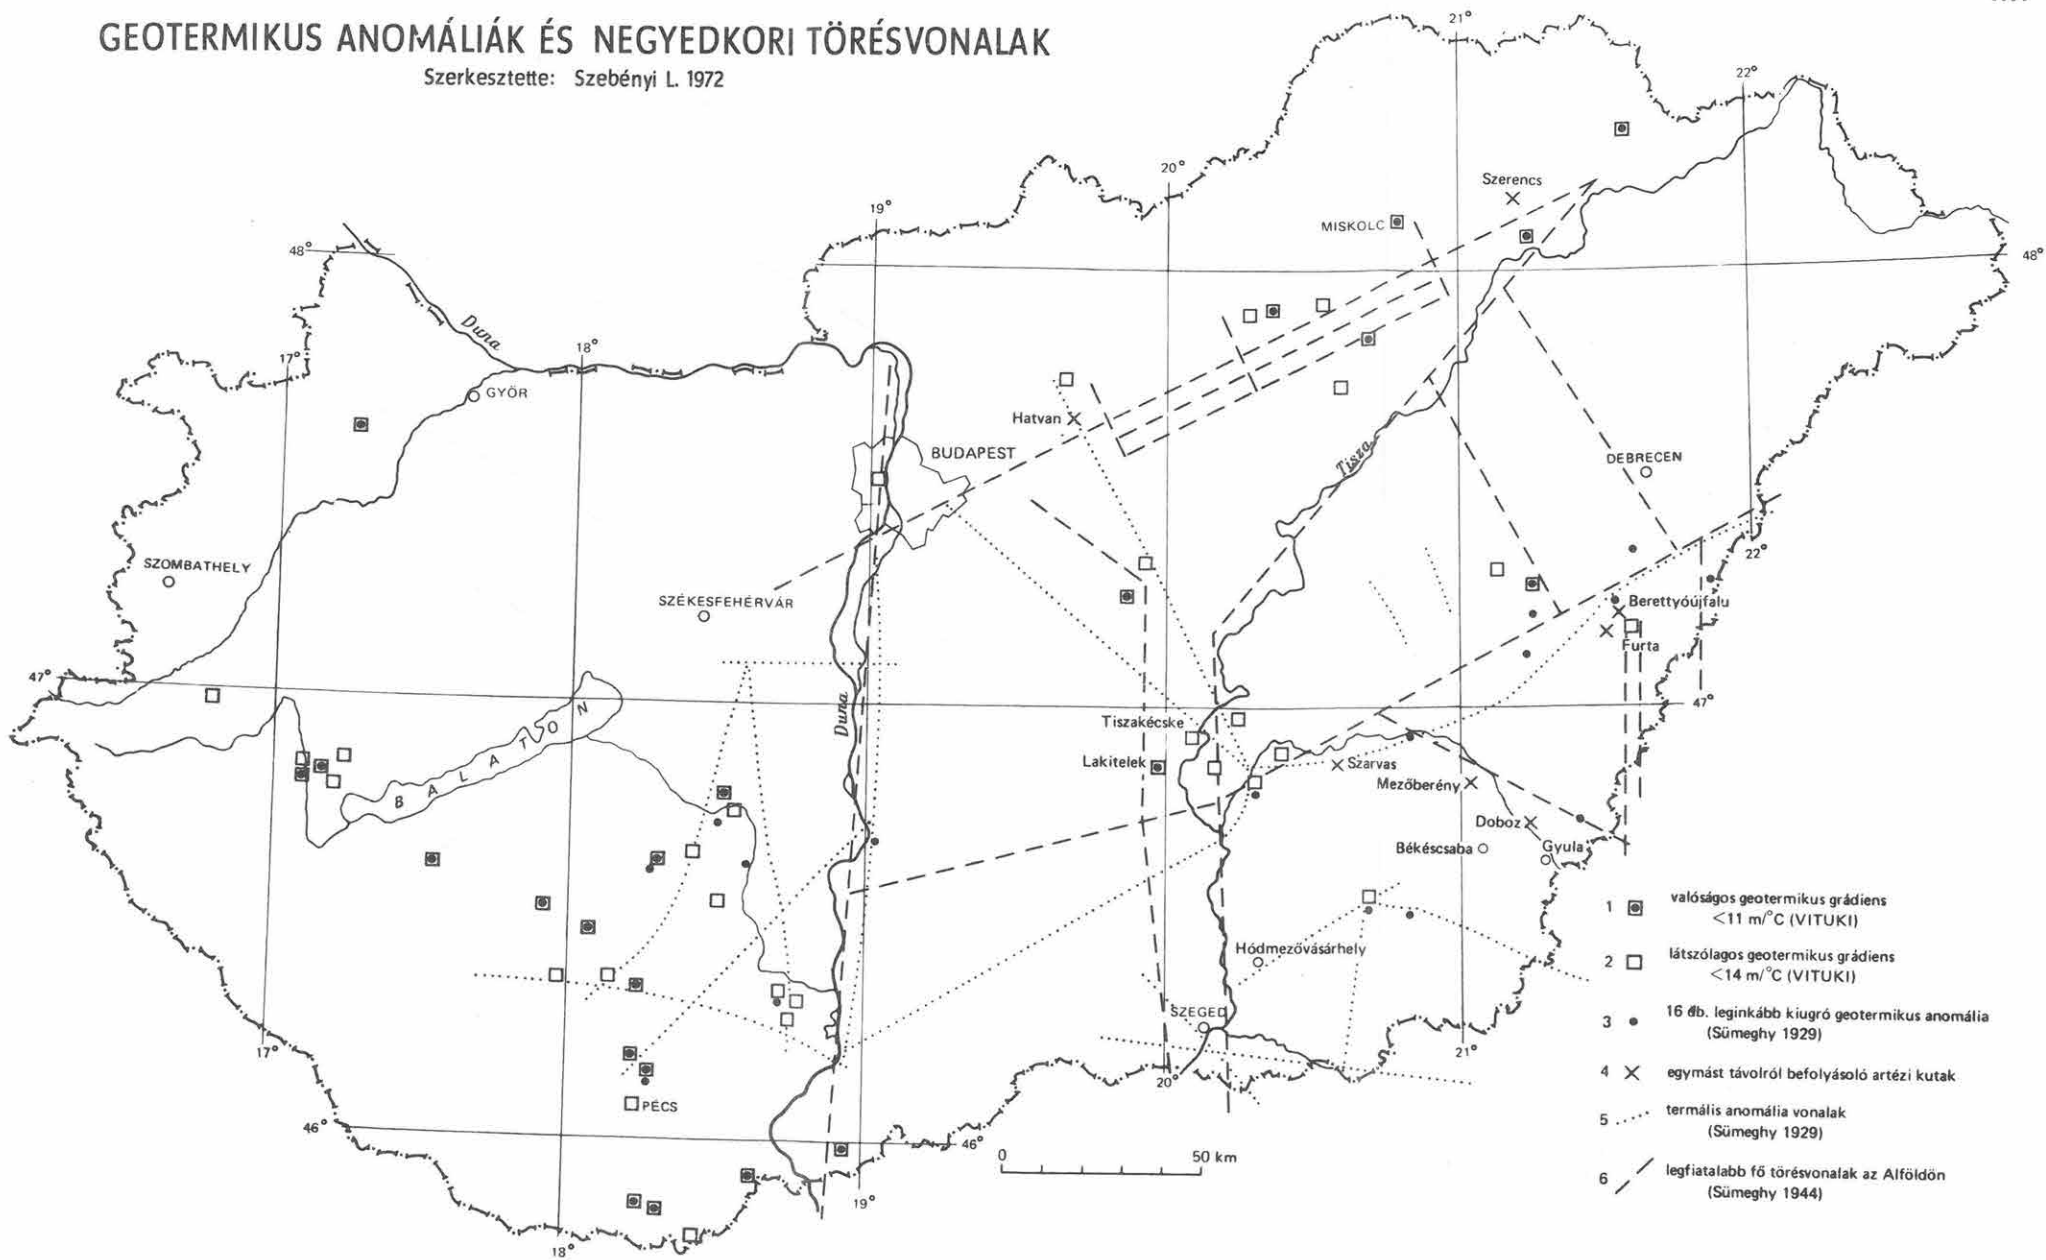 GEOTERMIKUS ANOMÁLIÁK ÉS NEGYEDKORI TÖRÉSVONALAK
Szerkesztette: Szebényi L. 1972
21°
22°
20°
Szerencs
19°
MISKOLC
48°
48°
Duna
17°
18°
GYŐR
Hatvan
BUDAPEST
Tisza
DEBRECEN
22°
SZOMBATHELY
SZÉKESFEHÉRVÁR
Berettyóújfalu
Furta
47°
47°
BALATON
Duna
Tiszakécske
Lakitelek
Szarvas
Mezőberény
Doboz
Békéscsaba
Gyula
Hódmezővásárhely
SZEGED
17°
21°
20°
PÉCS
46°
46°
19°
18°
0 50 km
1 valóságos geotermikus grádiens
<11 m/°C (VITUKI)
2 látszólagos geotermikus grádiens
<14 m/°C (VITUKI)
3 16 db. leginkább kiugró geotermikus anomália
(Sümeghy 1929)
4 egymást távolról befolyásoló artézi kutak
5 termális anomália vonalak
(Sümeghy 1929)
6 legfiatalabb fő törésvonalak az Alföldön
(Sümeghy 1944)